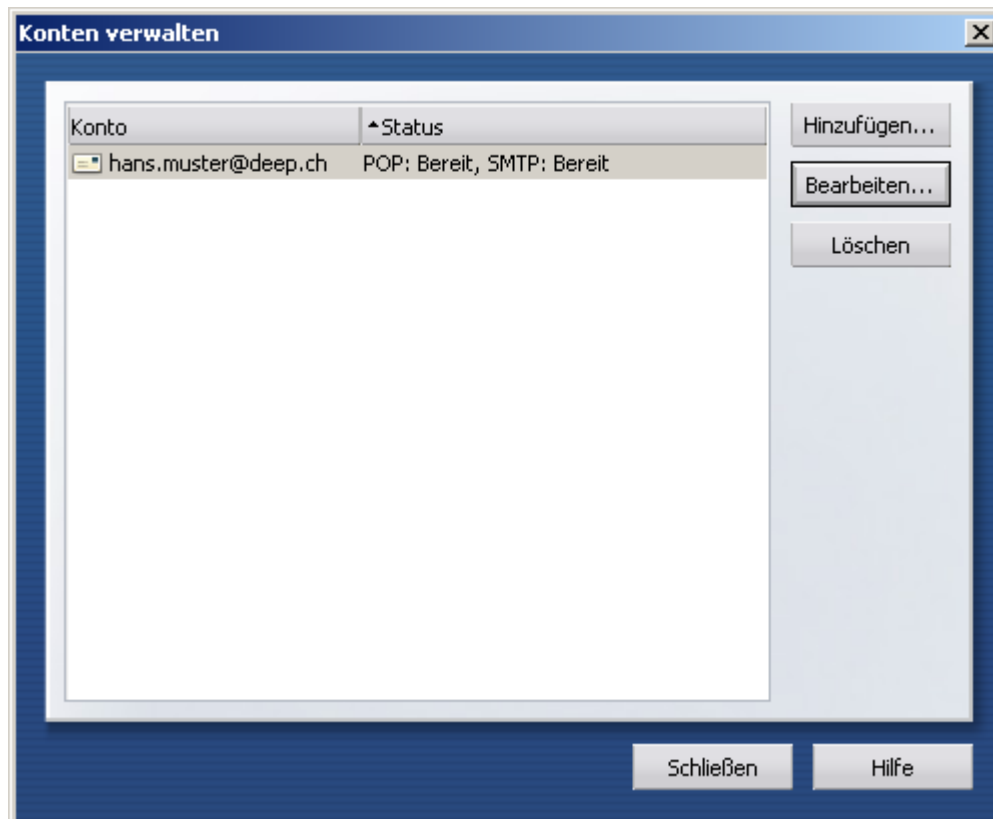 Konten verwalten
Konto Status
Hinzufügen...
hans.muster@deep.ch POP: Bereit, SMTP: Bereit
Bearbeiten...
Löschen
Schließen Hilfe